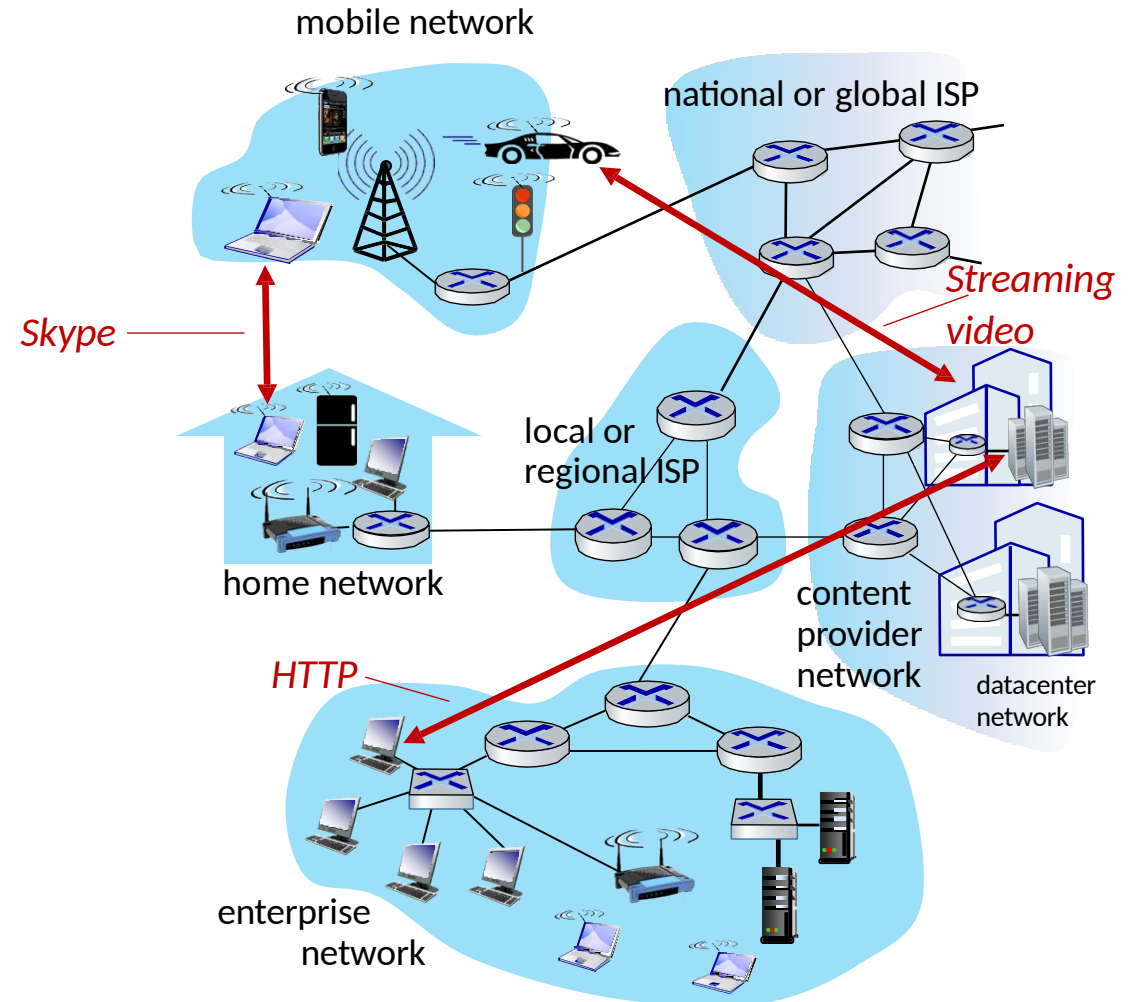 mobile network
national or global ISP
Streaming
video
Skype
local or
regional ISP
home network
content
provider
network
HTTP
datacenter
network
enterprise
network